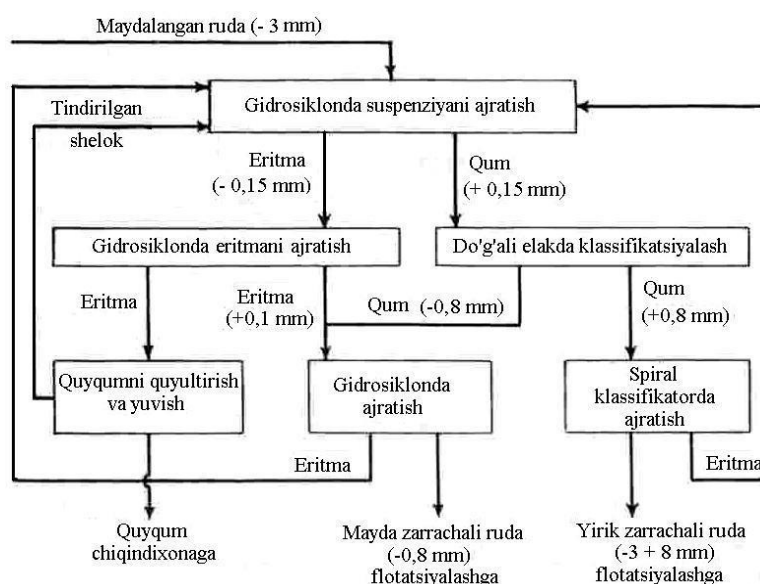 Maydalangan ruda (- 3 mm)
Gidrosiklonda suspenziyani ajratish
Tindirilgan
shelok
Eritma
(- 0,15 mm)
Qum
(+ 0,15 mm)
Gidrosiklonda eritmani ajratish
Do'g'ali elakda klassifikatsiyalash
Eritma
Eritma
(+0,1 mm)
Qum (-0,8 mm)
Qum
(+0,8 mm)
Quyqumni quyultirish
va yuvish
Gidrosiklonda
ajratish
Spiral
klassifikatorda
ajratish
Eritma
Eritma
Quyqum
chiqindixonaga
Mayda zarrachali ruda
(-0,8 mm)
flotatsiyalashga
Yirik zarrachali ruda
(-3 + 8 mm)
flotatsiyalashga